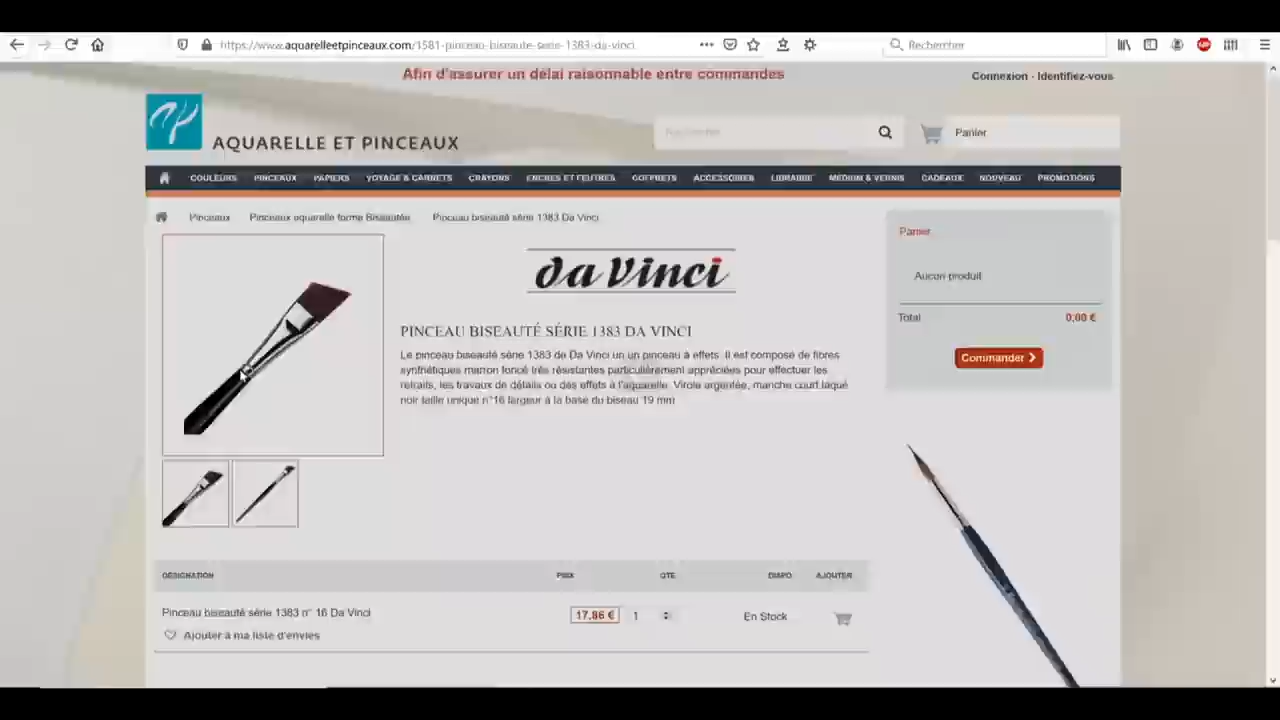 https://www.aquarelleetpinceaux.com/1581-pinceau-biseaute-serie-1383-da-vinci
Rechercher
Afin d'assurer un délai raisonnable entre commandes
Connexion - Identifiez-vous
AQUARELLE ET PINCEAUX
Rechercher
Panier
COULEURS PINCEAUX PAPIERS VOYAGE & CARNETS CRAYONS ENCRES ET FEUTRES COFFRETS ACCESSOIRES LIBRAIRIE MEDIUM & VERNIS CADEAUX NOUVEAU PROMOTIONS
Pinceaux Pinceaux aquarelle forme Biseautée Pinceau biseauté série 1383 Da Vinci
Panier
Aucun produit
Total 0,00 €
Commander
da Vinci
PINCEAU BISEAUTÉ SÉRIE 1383 DA VINCI
Le pinceau biseauté série 1383 de Da Vinci un un pinceau à effets. Il est composé de fibres
synthétiques marron foncé très résistantes particulièrement appréciées pour effectuer les
retraits, les travaux de détails ou des effets à l'aquarelle. Virole argentée, manche court laqué
noir taille unique n°16 largeur à la base du biseau 19 mm
DÉSIGNATION PRIX QTÉ DISPO AJOUTER
Pinceau biseauté série 1383 n° 16 Da Vinci 17,86 € 1 En Stock
Ajouter à ma liste d'envies